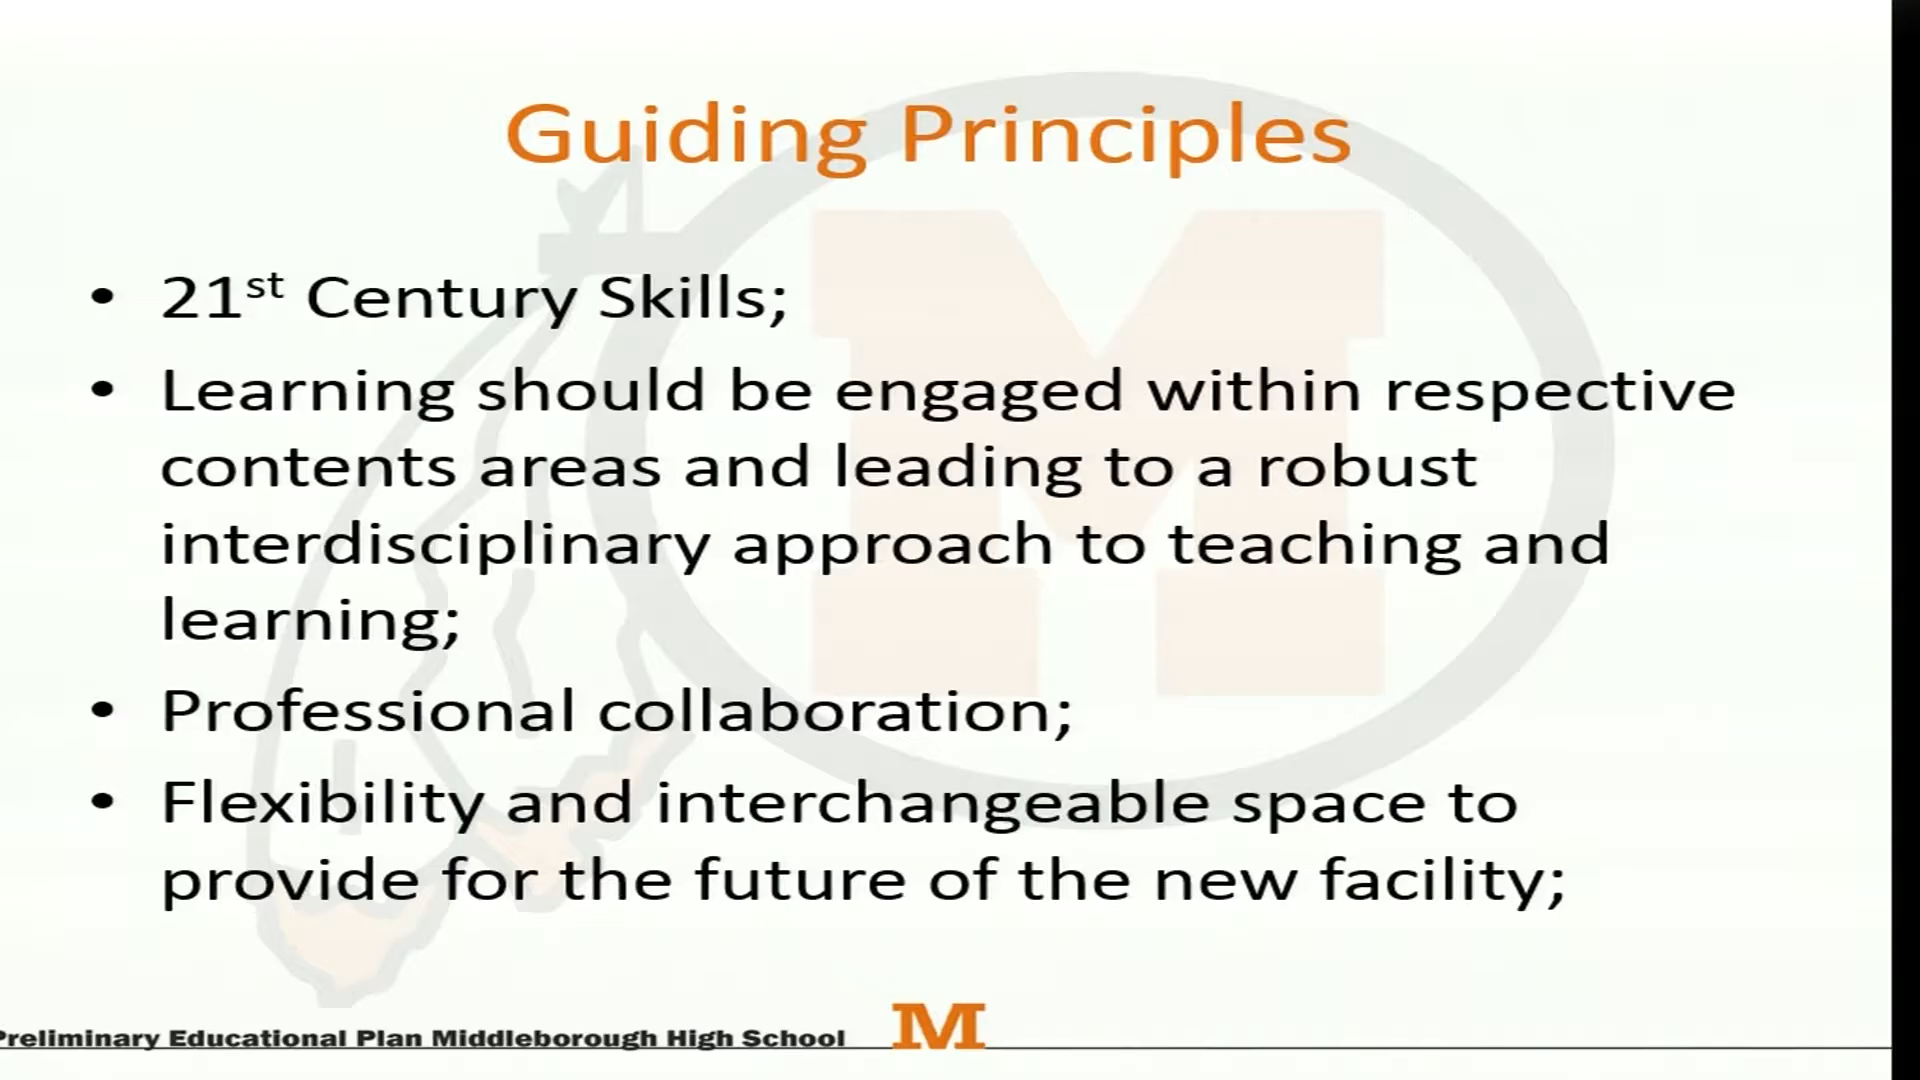 Guiding Principles
• 21st Century Skills;
• Learning should be engaged within respective
contents areas and leading to a robust
interdisciplinary approach to teaching and
learning;
• Professional collaboration;
• Flexibility and interchangeable space to
provide for the future of the new facility;
Preliminary Educational Plan Middleborough High School M